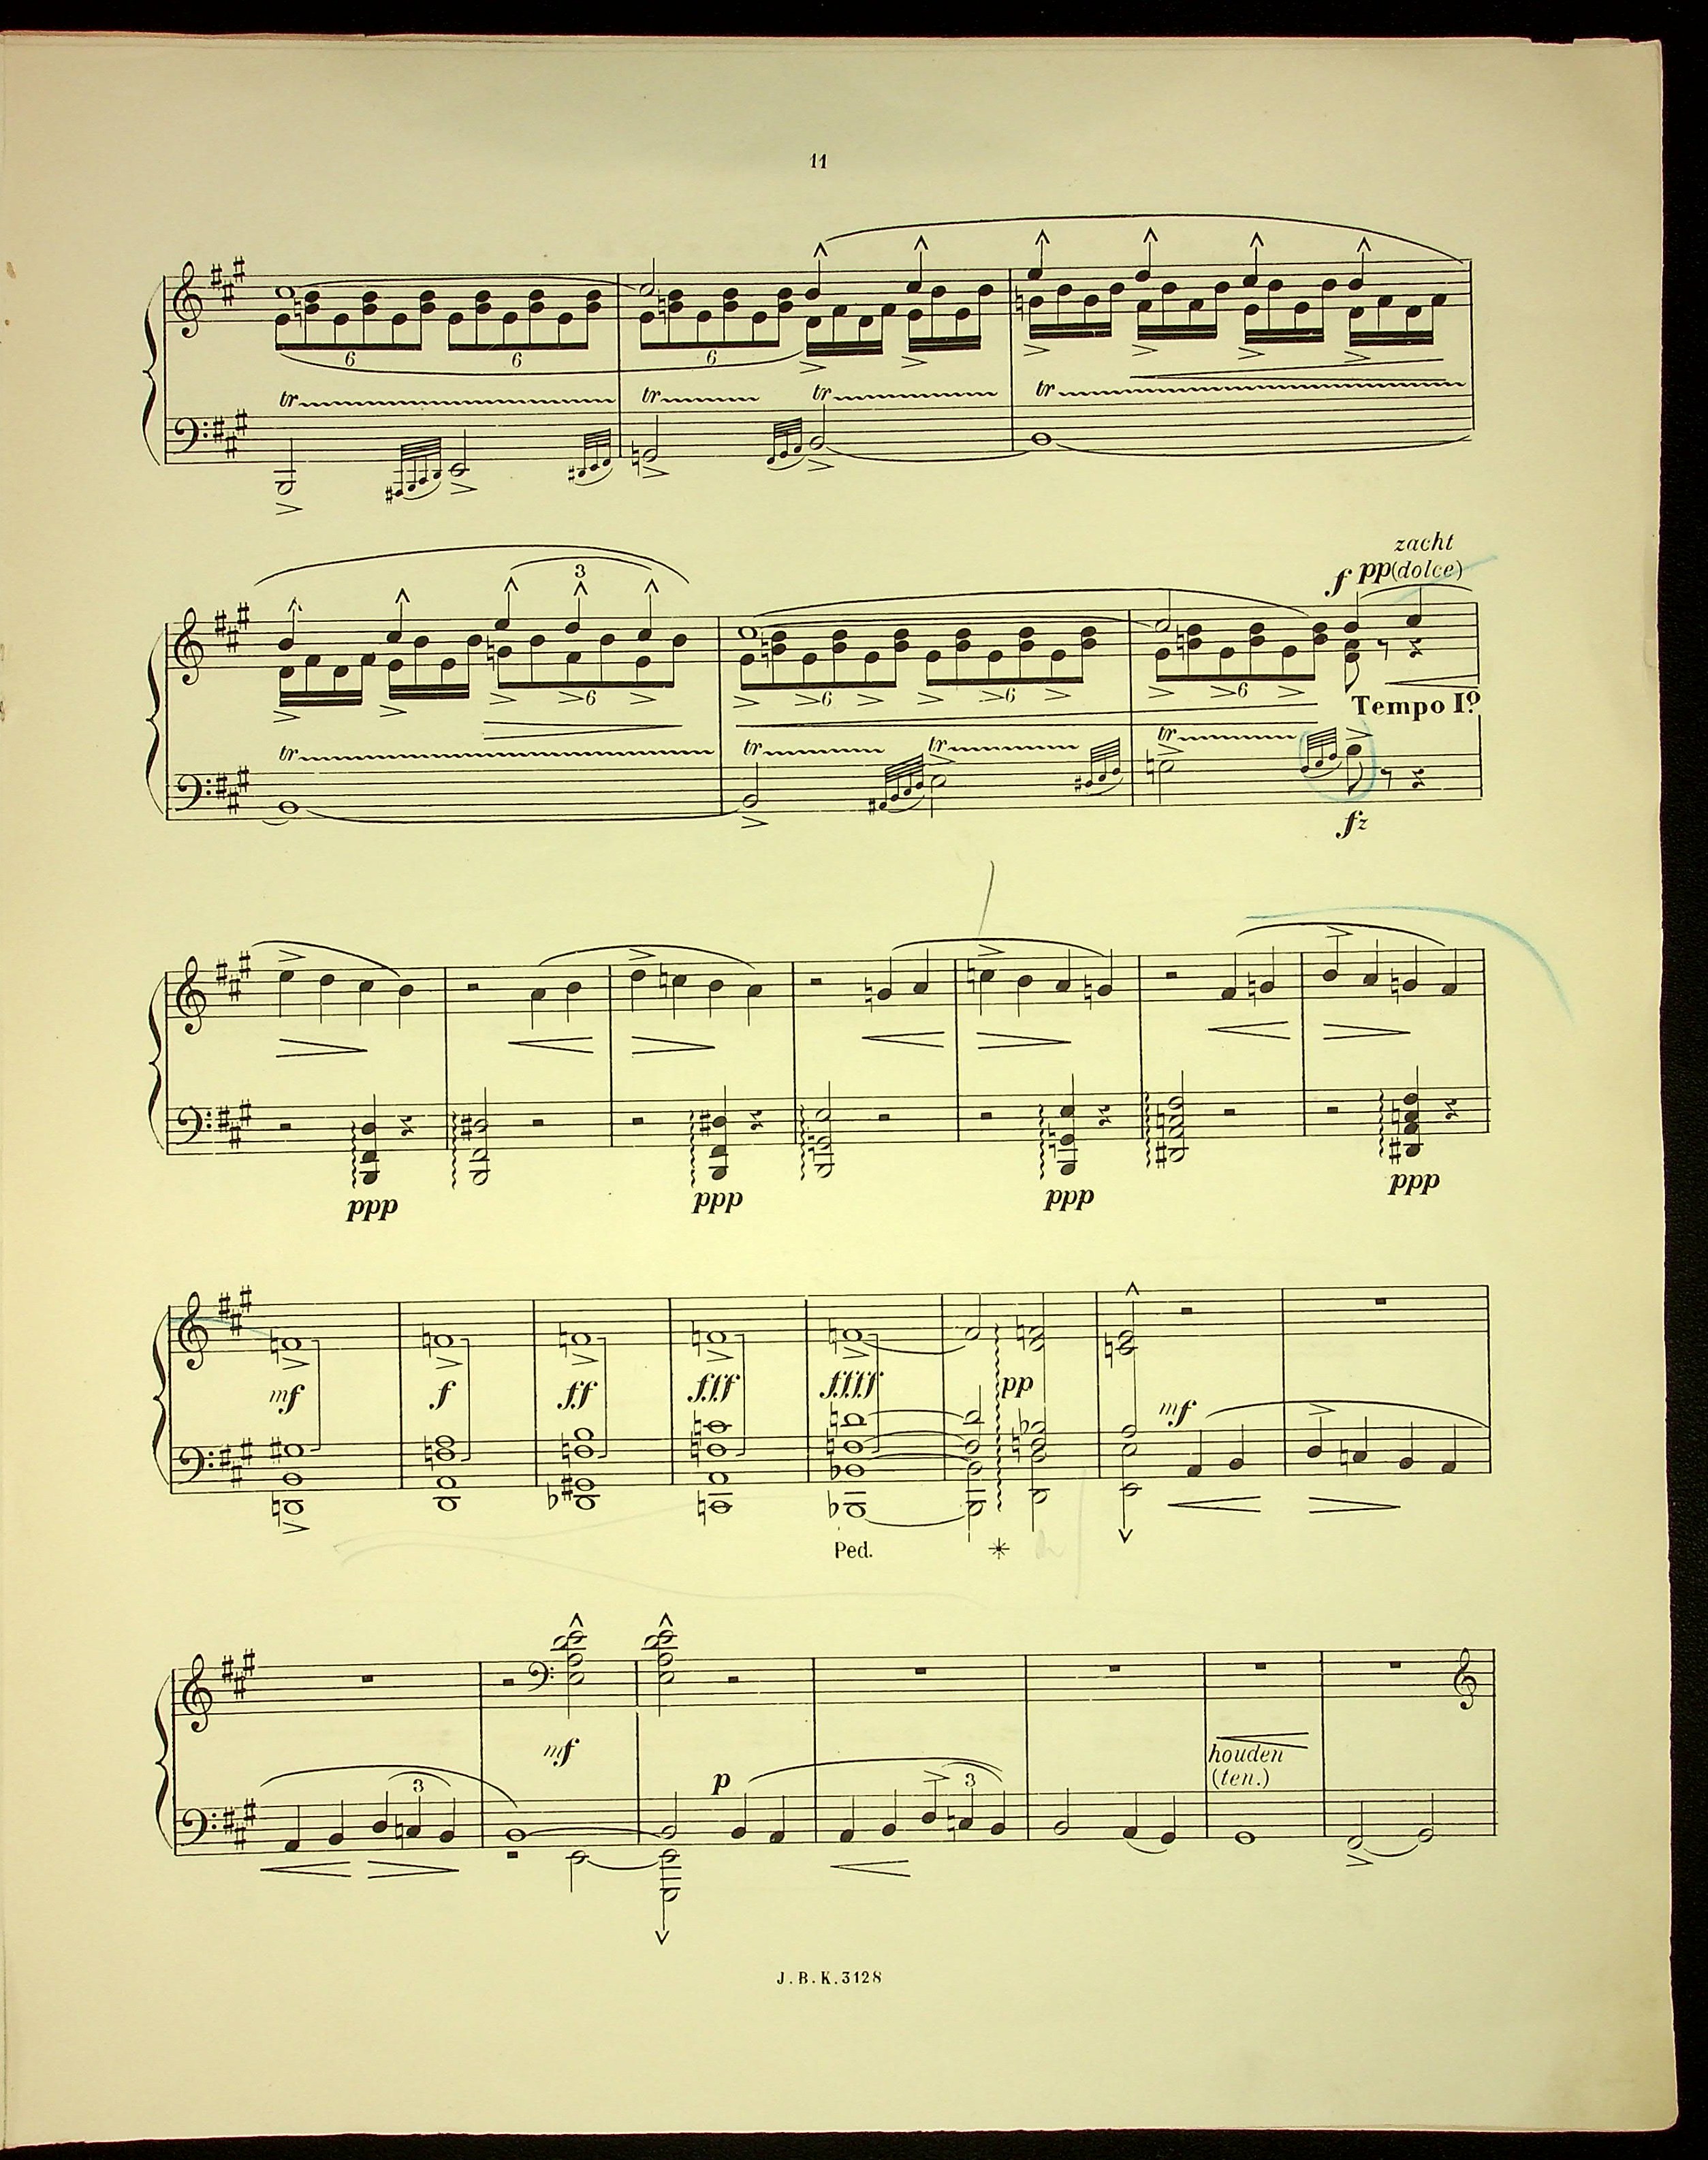 11
6 6 6
tr tr tr tr
zacht
f pp (dolce)
3
6 6 6 6
Tempo Iº
tr tr tr tr
fz
ppp ppp ppp ppp
mf f ff fff ffff pp
mf
Ped.
mf
p
houden
(ten.)
3 3
J.B.K.3128